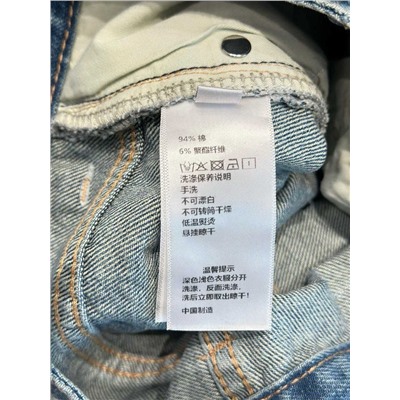 94% 棉
6% 聚酯纤维
洗涤保养说明
手洗
不可漂白
不可转筒干燥
低温熨烫
悬挂晾干
温馨提示
深色浅色衣服分开
洗涤，反面洗涤，
洗后立即取出晾干！
中国制造